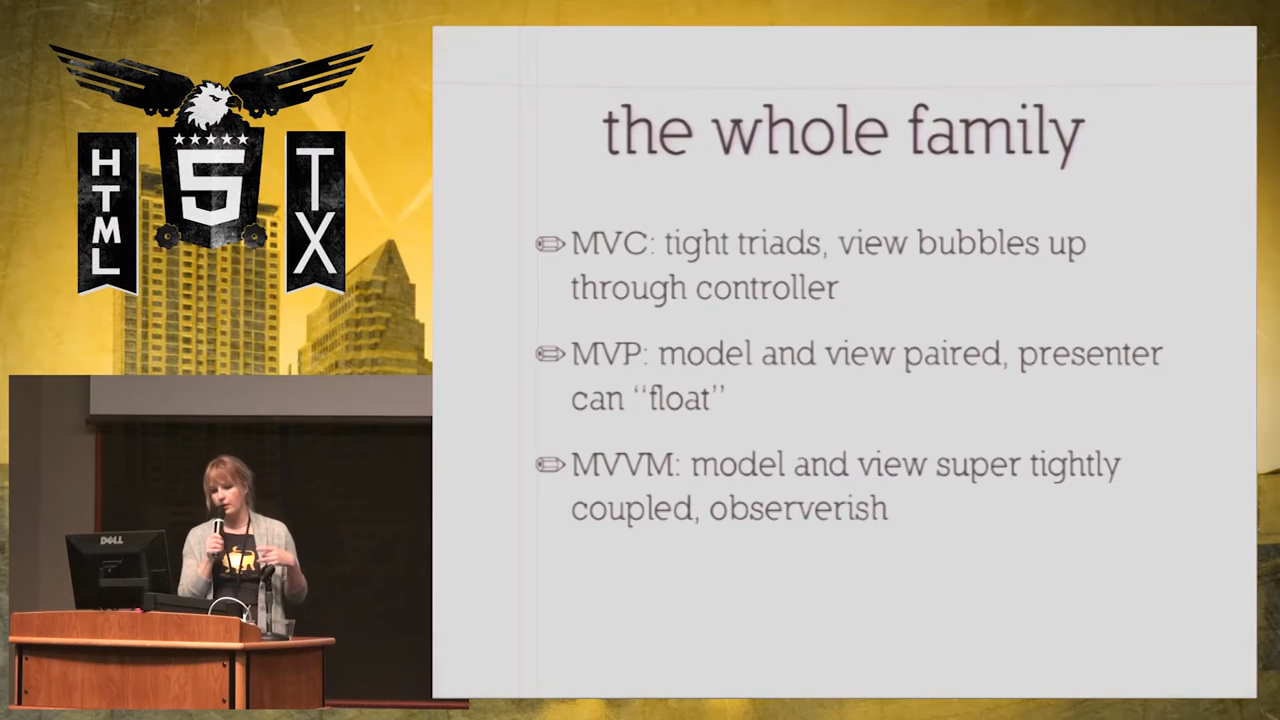 HTML
5
TX
the whole family
MVC: tight triads, view bubbles up
through controller
MVP: model and view paired, presenter
can “float”
MVVM: model and view super tightly
coupled, observerish
DELL